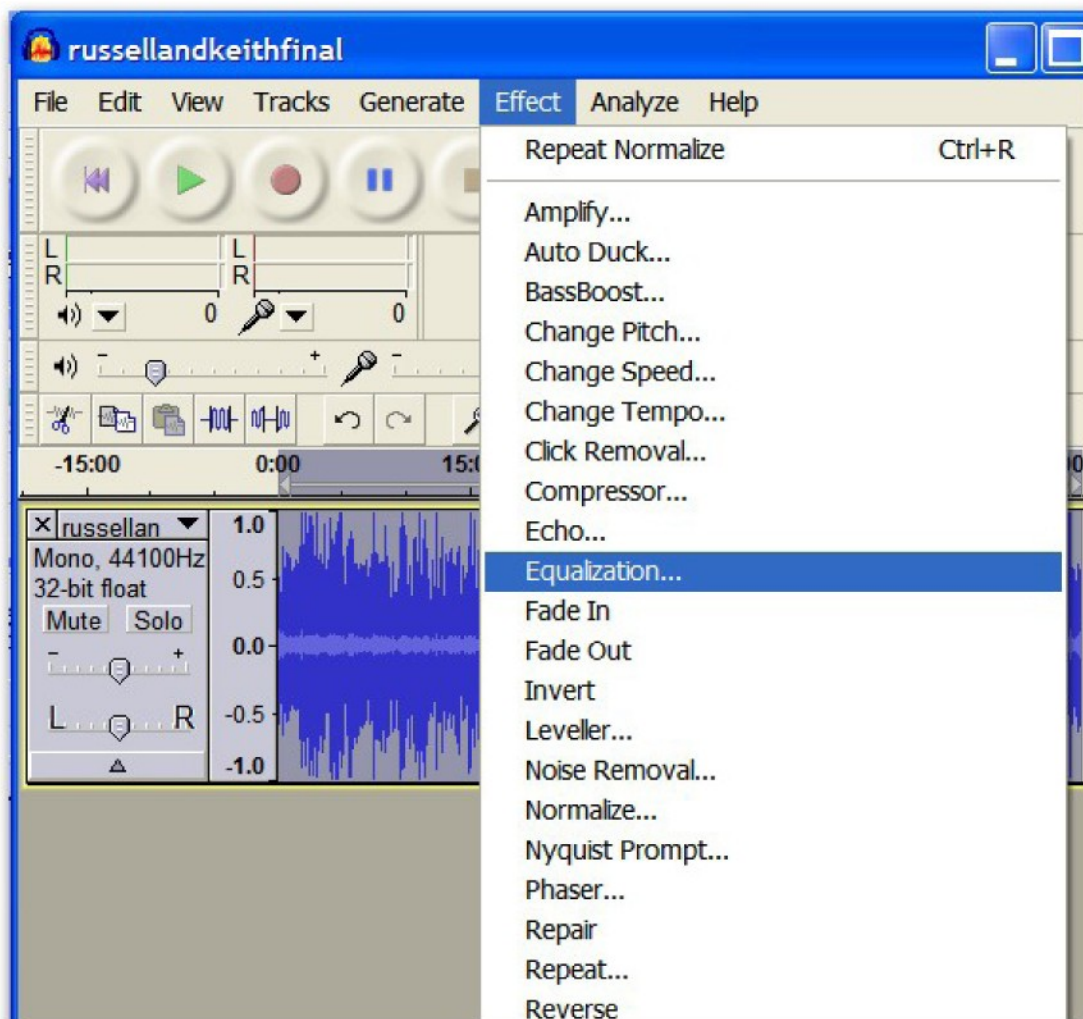 russellandkeithfinal
File Edit View Tracks Generate Effect Analyze Help
Repeat Normalize Ctrl+R
Amplify...
Auto Duck...
BassBoost...
Change Pitch...
Change Speed...
Change Tempo...
Click Removal...
Compressor...
Echo...
Equalization...
Fade In
Fade Out
Invert
Leveller...
Noise Removal...
Normalize...
Nyquist Prompt...
Phaser...
Repair
Repeat...
Reverse
L L
R R
0 0
- + -
-15:00 0:00
russellan
Mono, 44100Hz
32-bit float
Mute Solo
- +
L R
1.0
0.5
0.0
-0.5
-1.0